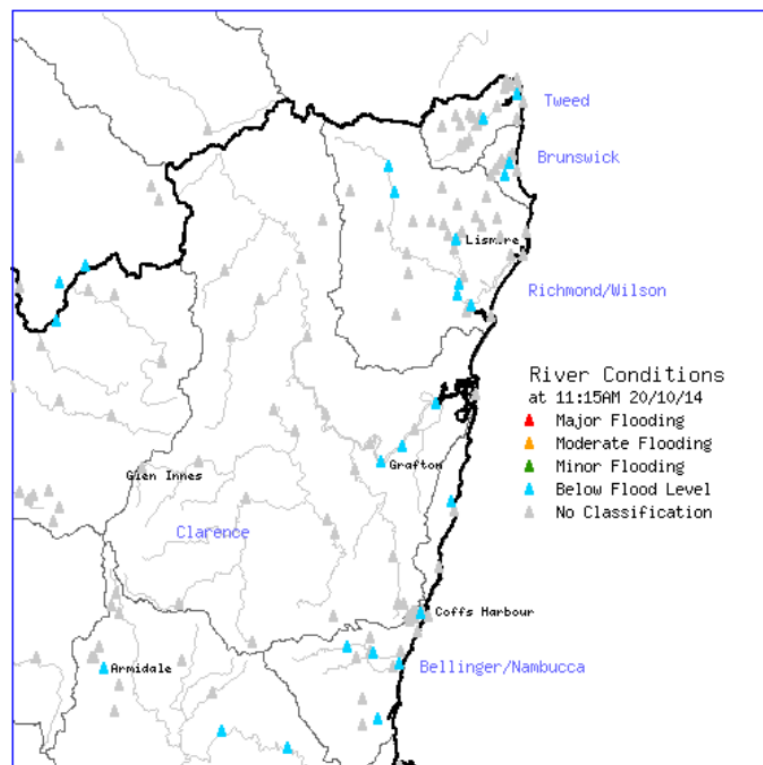 Tweed
Brunswick
Lismore
Richmond/Wilson
River Conditions
at 11:15AM 20/10/14
Major Flooding
Moderate Flooding
Minor Flooding
Below Flood Level
No Classification
Grafton
Glen Innes
Clarence
Coffs Harbour
Armidale
Bellinger/Nambucca